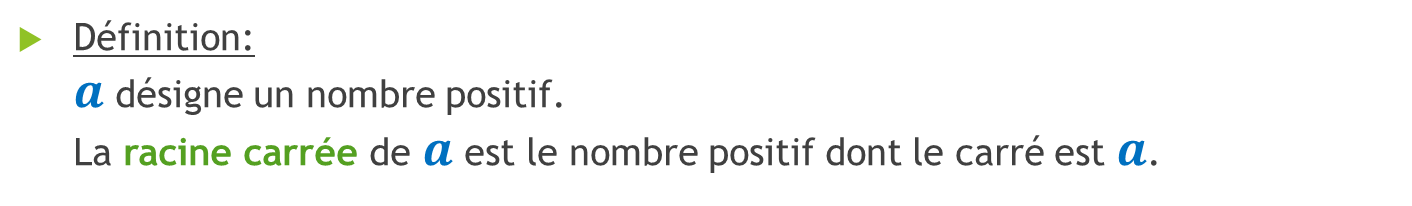 Définition:
a désigne un nombre positif.
La racine carrée de a est le nombre positif dont le carré est a.